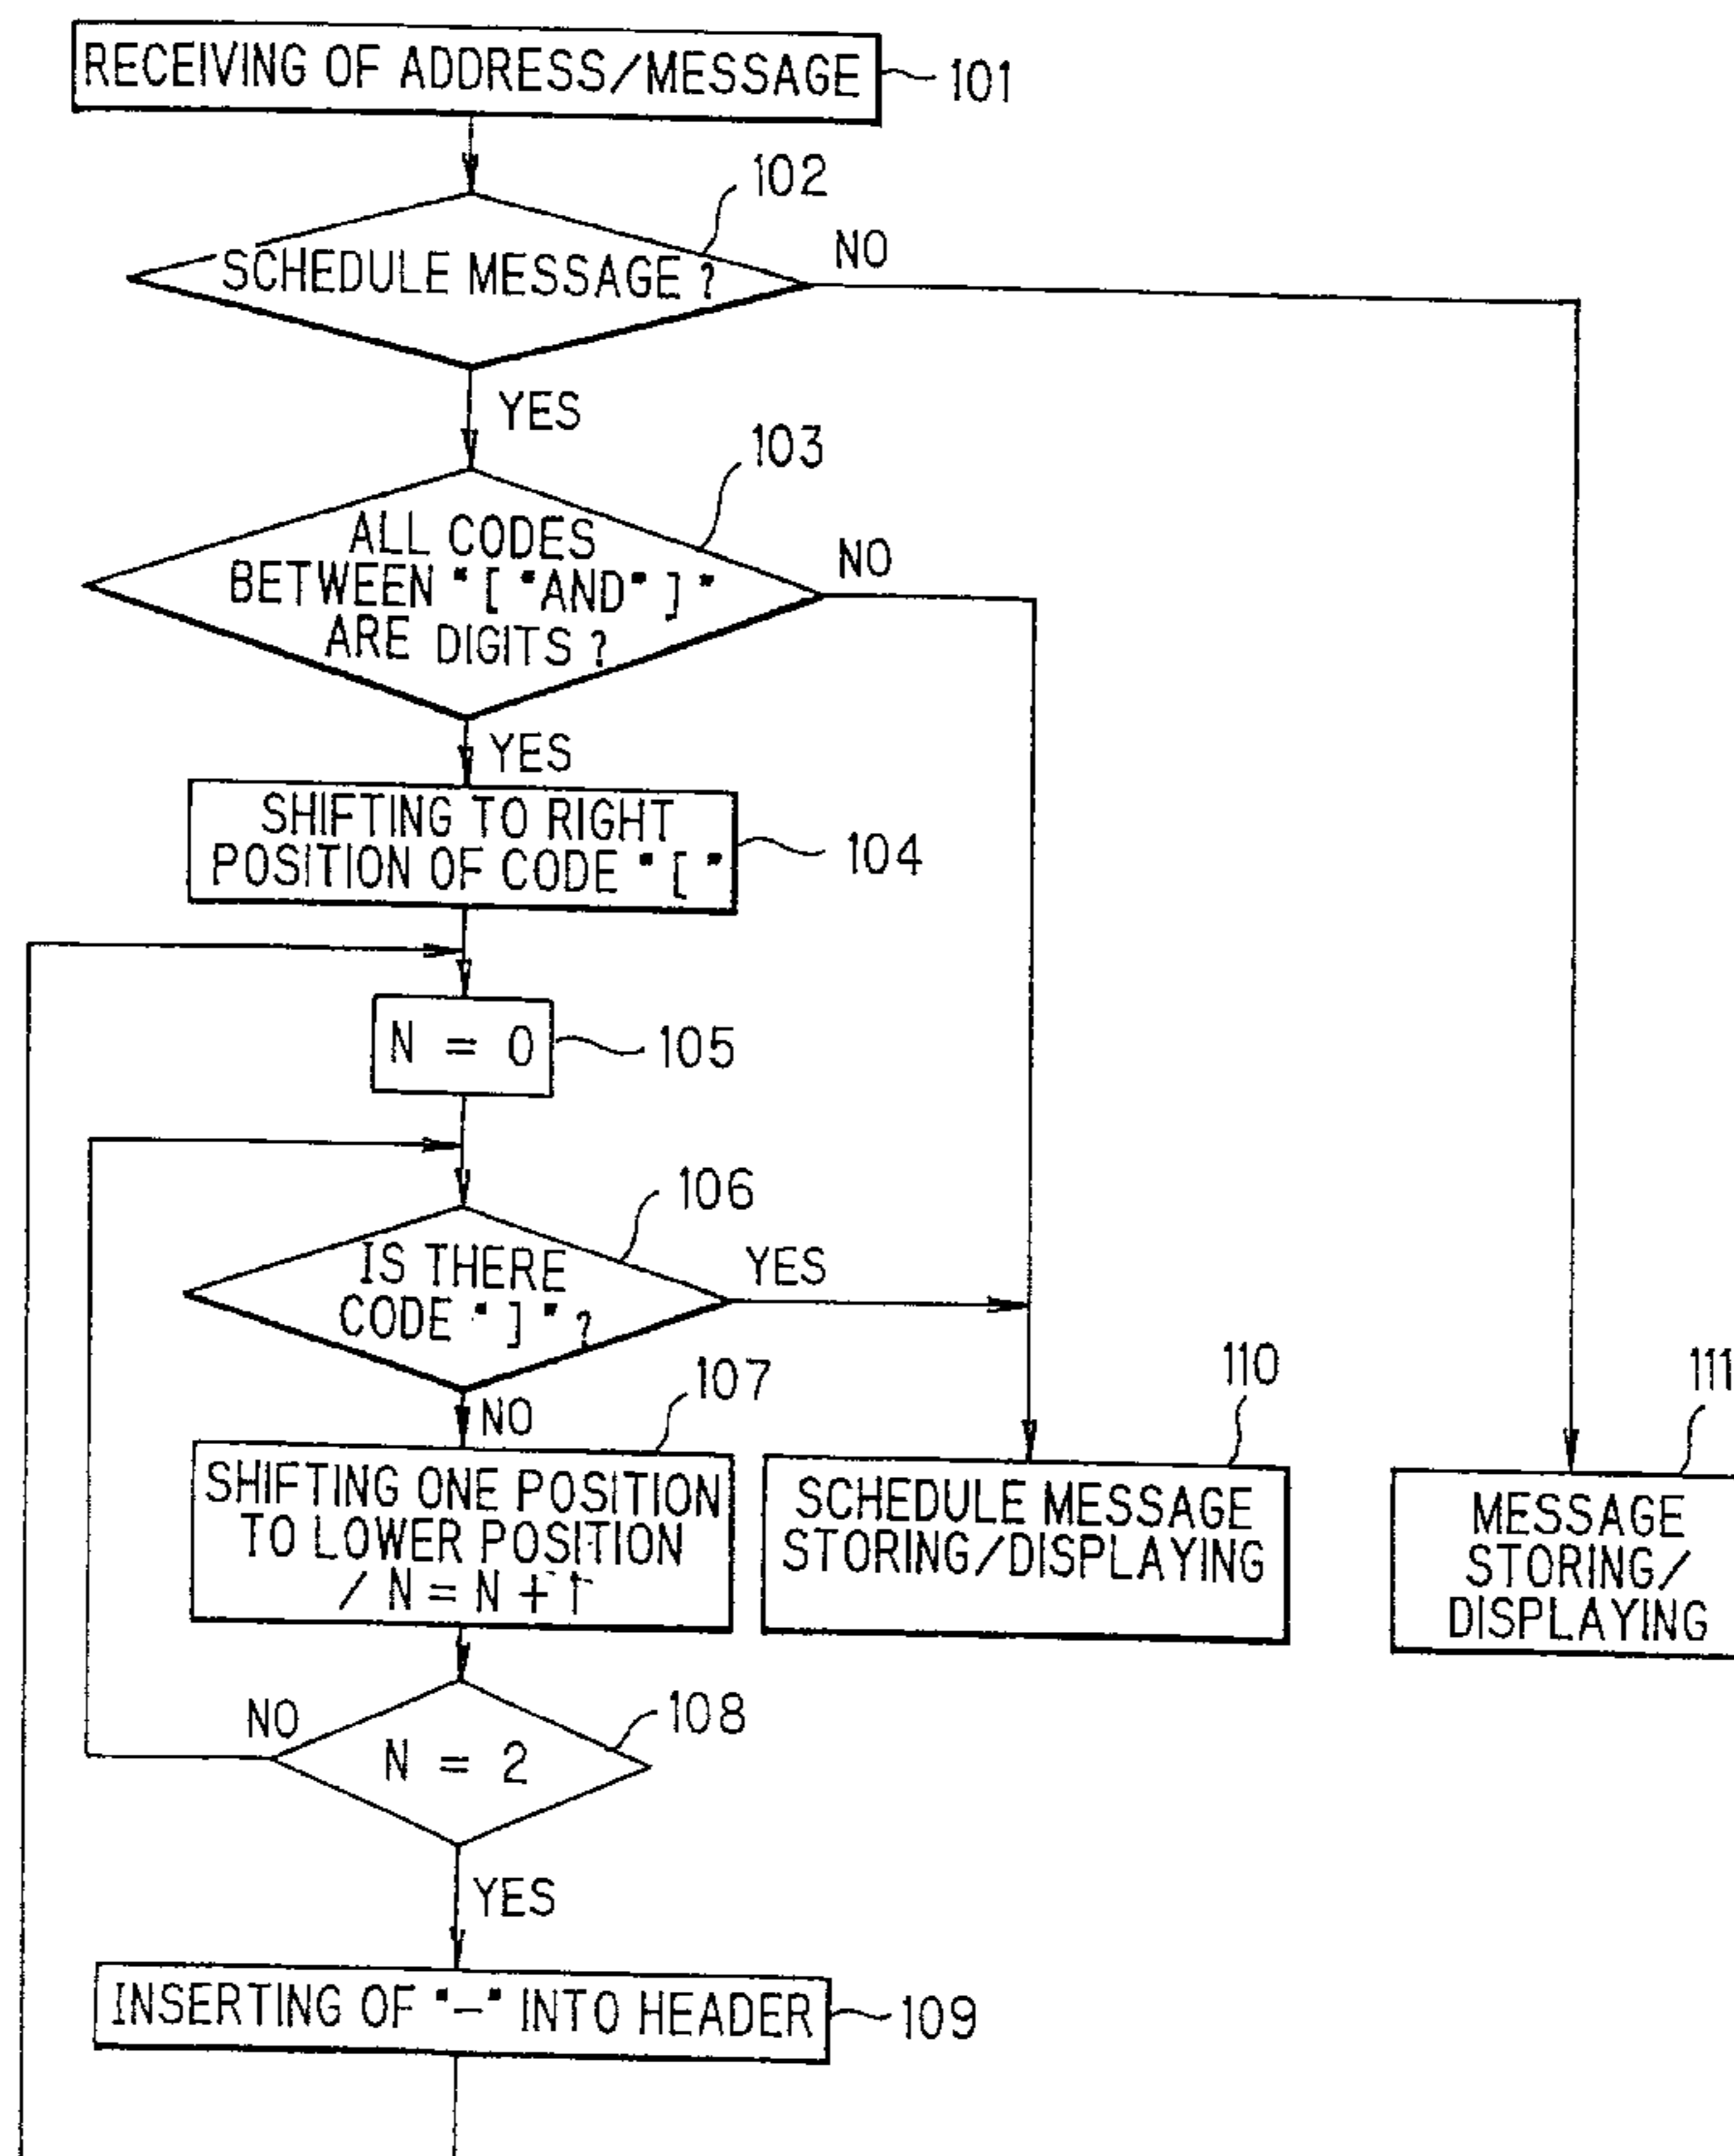 RECEIVING OF ADDRESS/MESSAGE
101
102
SCHEDULE MESSAGE ?
NO
YES
103
ALL CODES
BETWEEN "[ "AND" ]"
ARE DIGITS ?
NO
YES
SHIFTING TO RIGHT
POSITION OF CODE "[ "
104
N = 0
105
106
IS THERE
CODE "]" ?
YES
NO
107
SHIFTING ONE POSITION
TO LOWER POSITION
/ N = N + 1
110
SCHEDULE MESSAGE
STORING/DISPLAYING
111
MESSAGE
STORING/
DISPLAYING
108
NO
N = 2
YES
INSERTING OF "-" INTO HEADER
109